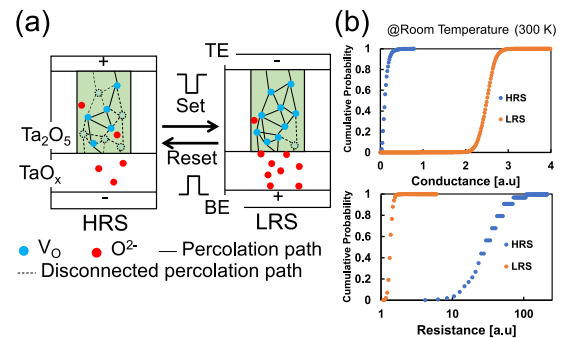 (a)
TE
+
-
Set
Ta₂O₅
TaOₓ
Reset
-
+
BE
HRS
LRS
V_O
O²⁻
Percolation path
Disconnected percolation path
(b)
@Room Temperature (300 K)
Cumulative Probability
1
0.8
0.6
0.4
0.2
0
HRS
LRS
0
1
2
3
4
Conductance [a.u]
Cumulative Probability
1
0.8
0.6
0.4
0.2
0
HRS
LRS
1
10
100
Resistance [a.u]